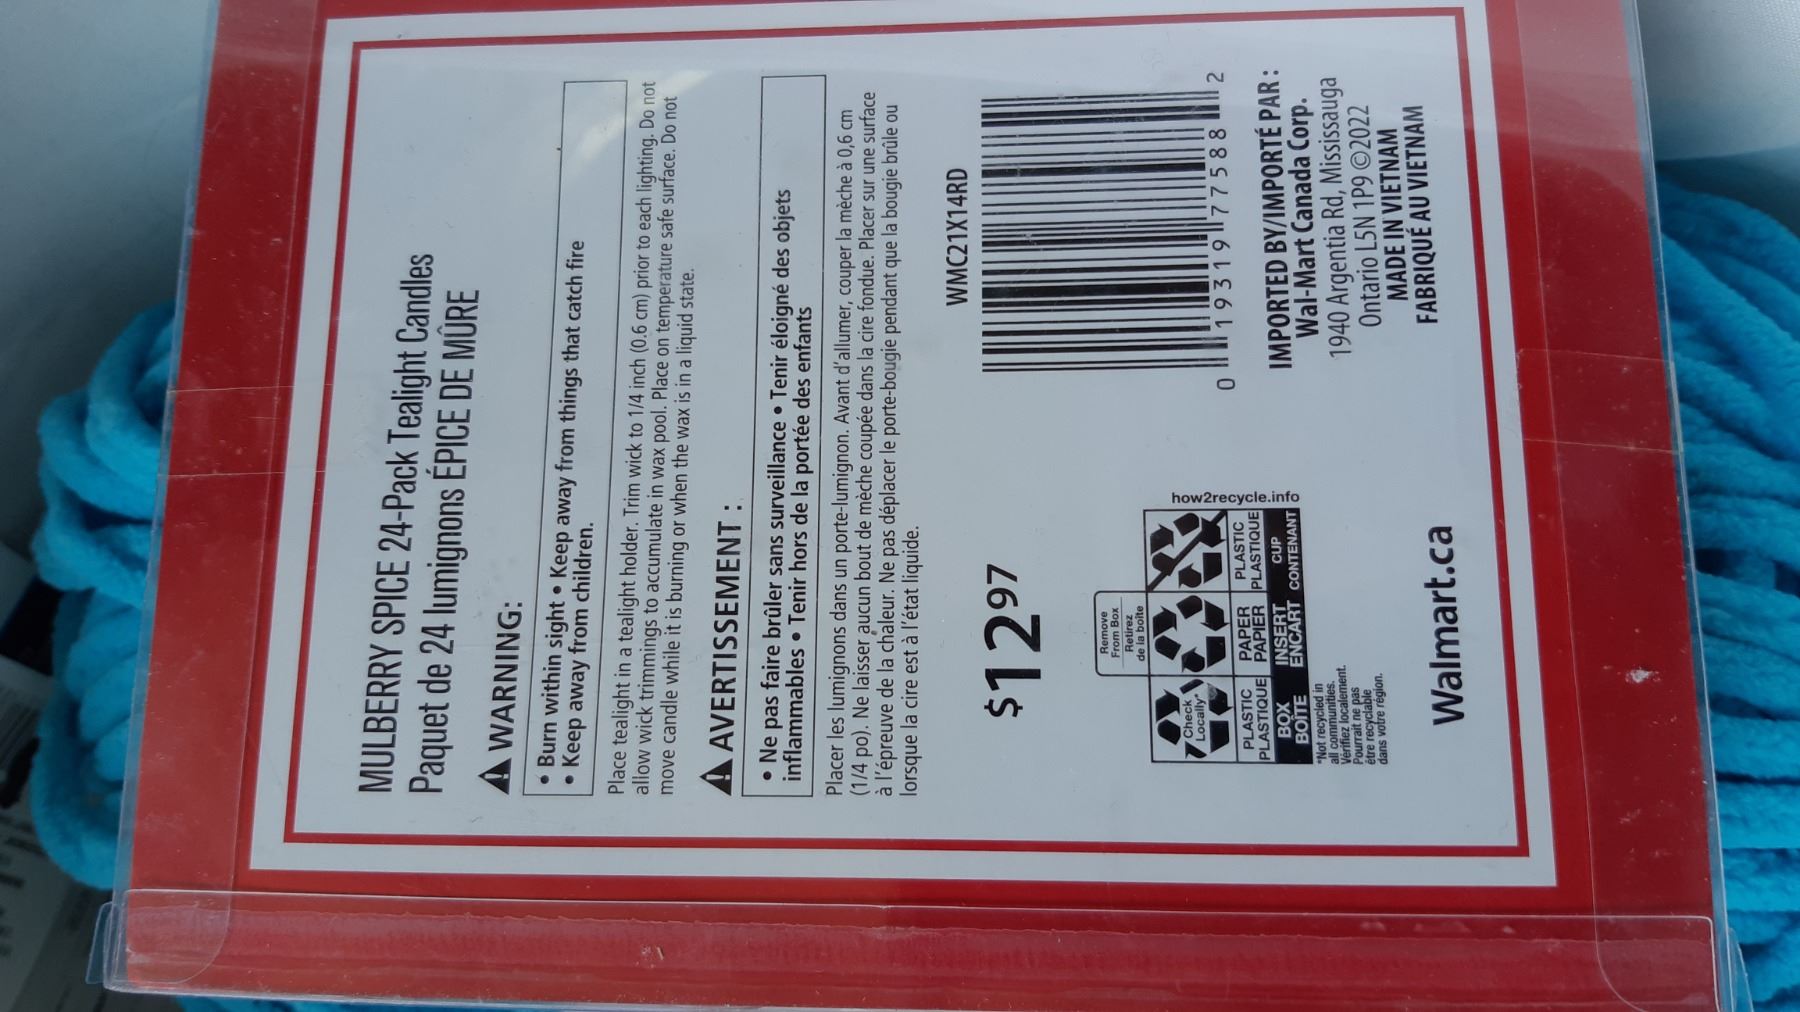 MULBERRY SPICE 24-Pack Tealight Candles
Paquet de 24 lumignons ÉPICE DE MÛRE
⚠ WARNING:
• Burn within sight • Keep away from things that catch fire
• Keep away from children.
Place tealight in a tealight holder. Trim wick to 1/4 inch (0.6 cm) prior to each lighting. Do not
allow wick trimmings to accumulate in wax pool. Place on temperature safe surface. Do not
move candle while it is burning or when the wax is in a liquid state.
⚠ AVERTISSEMENT :
• Ne pas faire brûler sans surveillance • Tenir éloigné des objets
inflammables • Tenir hors de la portée des enfants
Placer les lumignons dans un porte-lumignon. Avant d'allumer, couper la mèche à 0,6 cm
(1/4 po). Ne laisser aucun bout de mèche coupée dans la cire fondue. Placer sur une surface
à l'épreuve de la chaleur. Ne pas déplacer le porte-bougie pendant que la bougie brûle ou
lorsque la cire est à l'état liquide.
$12 97
Remove
From Box
Retirez
de la boîte
Check
Locally*
how2recycle.info
PLASTIC
PLASTIQUE
BOX
BOÎTE
PAPER
PAPIER
INSERT
ENCART
PLASTIC
PLASTIQUE
CUP
CONTENANT
*Not recycled in
all communities.
Vérifiez localement.
Pourrait ne pas
être recyclable
dans votre région.
Walmart.ca
WMC21X14RD
0 19319 77588 2
IMPORTED BY/IMPORTÉ PAR :
Wal-Mart Canada Corp.
1940 Argentia Rd, Mississauga
Ontario L5N 1P9 ©2022
MADE IN VIETNAM
FABRIQUÉ AU VIETNAM